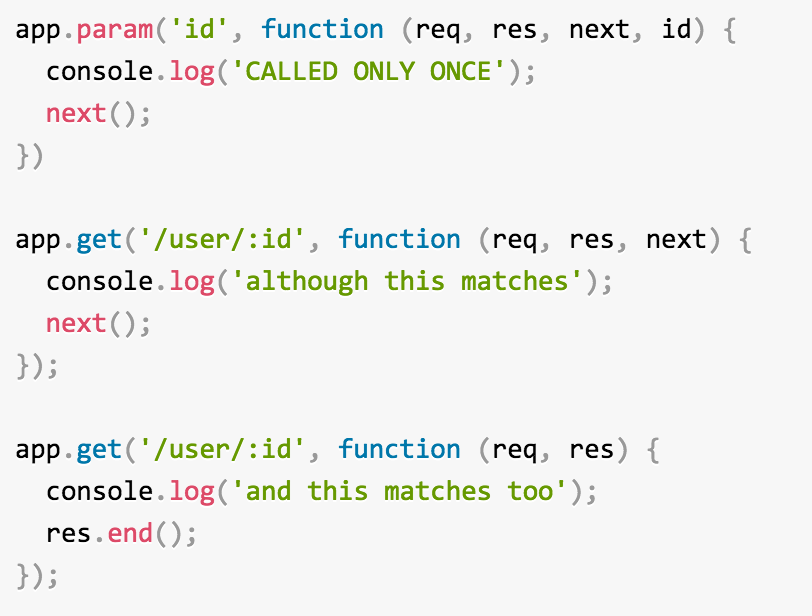 app.param('id', function (req, res, next, id) {
  console.log('CALLED ONLY ONCE');
  next();
})

app.get('/user/:id', function (req, res, next) {
  console.log('although this matches');
  next();
});

app.get('/user/:id', function (req, res) {
  console.log('and this matches too');
  res.end();
});